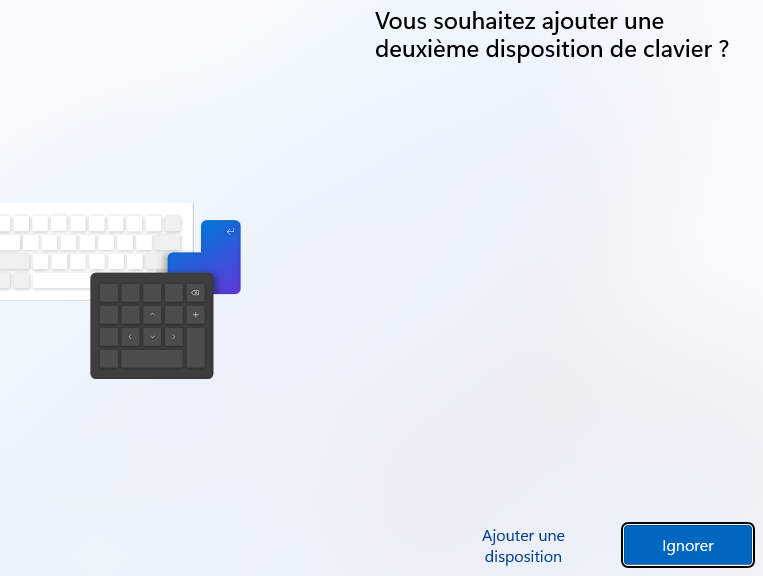 Vous souhaitez ajouter une
deuxième disposition de clavier ?
Ajouter une
disposition
Ignorer